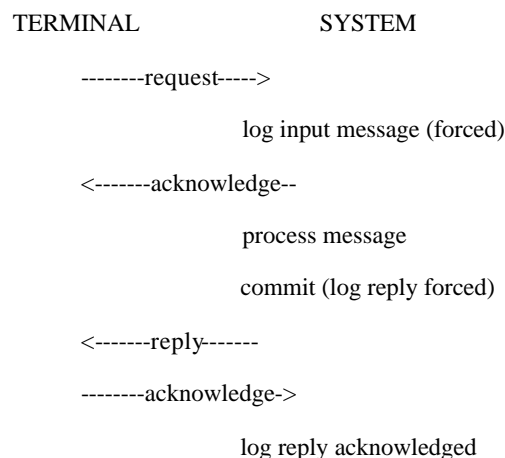 TERMINAL SYSTEM
--------request----->
log input message (forced)
<-------acknowledge--
process message
commit (log reply forced)
<-------reply-------
--------acknowledge->
log reply acknowledged